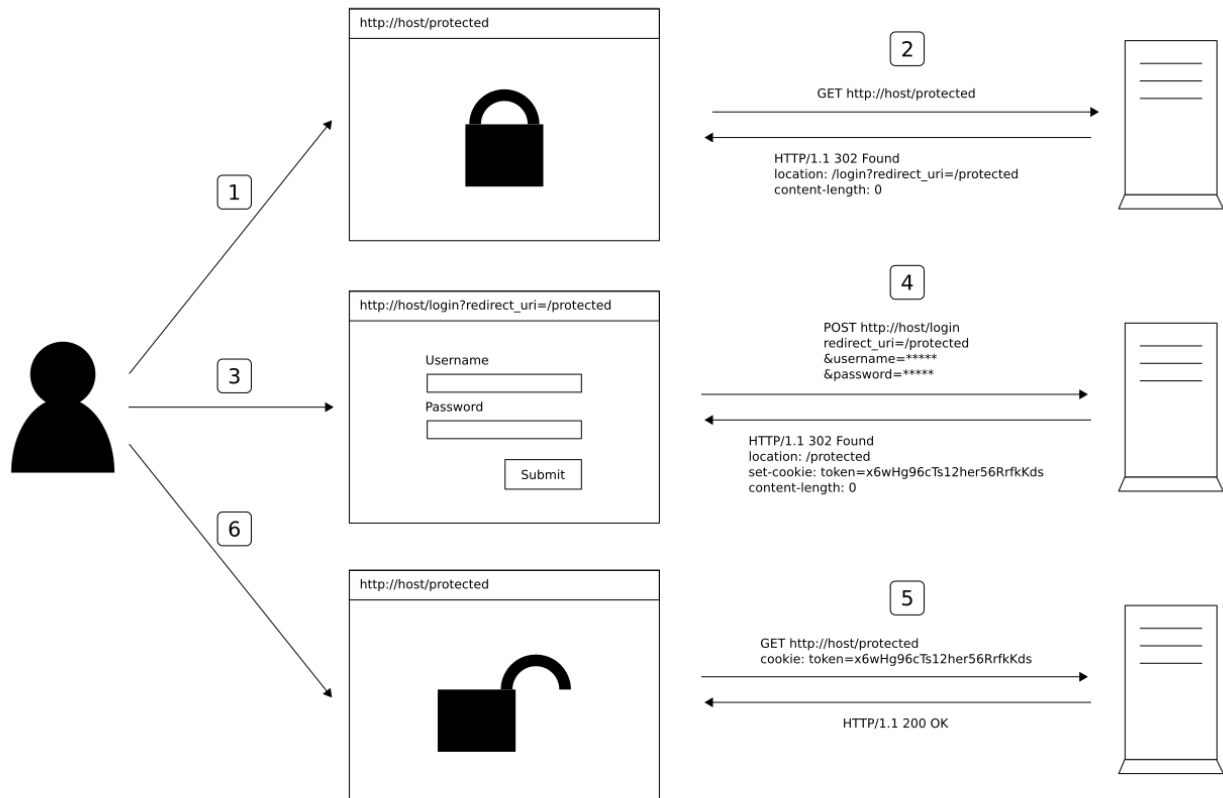 http://host/protected
1
2
GET http://host/protected
HTTP/1.1 302 Found
location: /login?redirect_uri=/protected
content-length: 0
http://host/login?redirect_uri=/protected
3
Username
Password
Submit
4
POST http://host/login
redirect_uri=/protected
&username=*****
&password=*****
HTTP/1.1 302 Found
location: /protected
set-cookie: token=x6wHg96cTs12her56RrfkKds
content-length: 0
6
http://host/protected
5
GET http://host/protected
cookie: token=x6wHg96cTs12her56RrfkKds
HTTP/1.1 200 OK